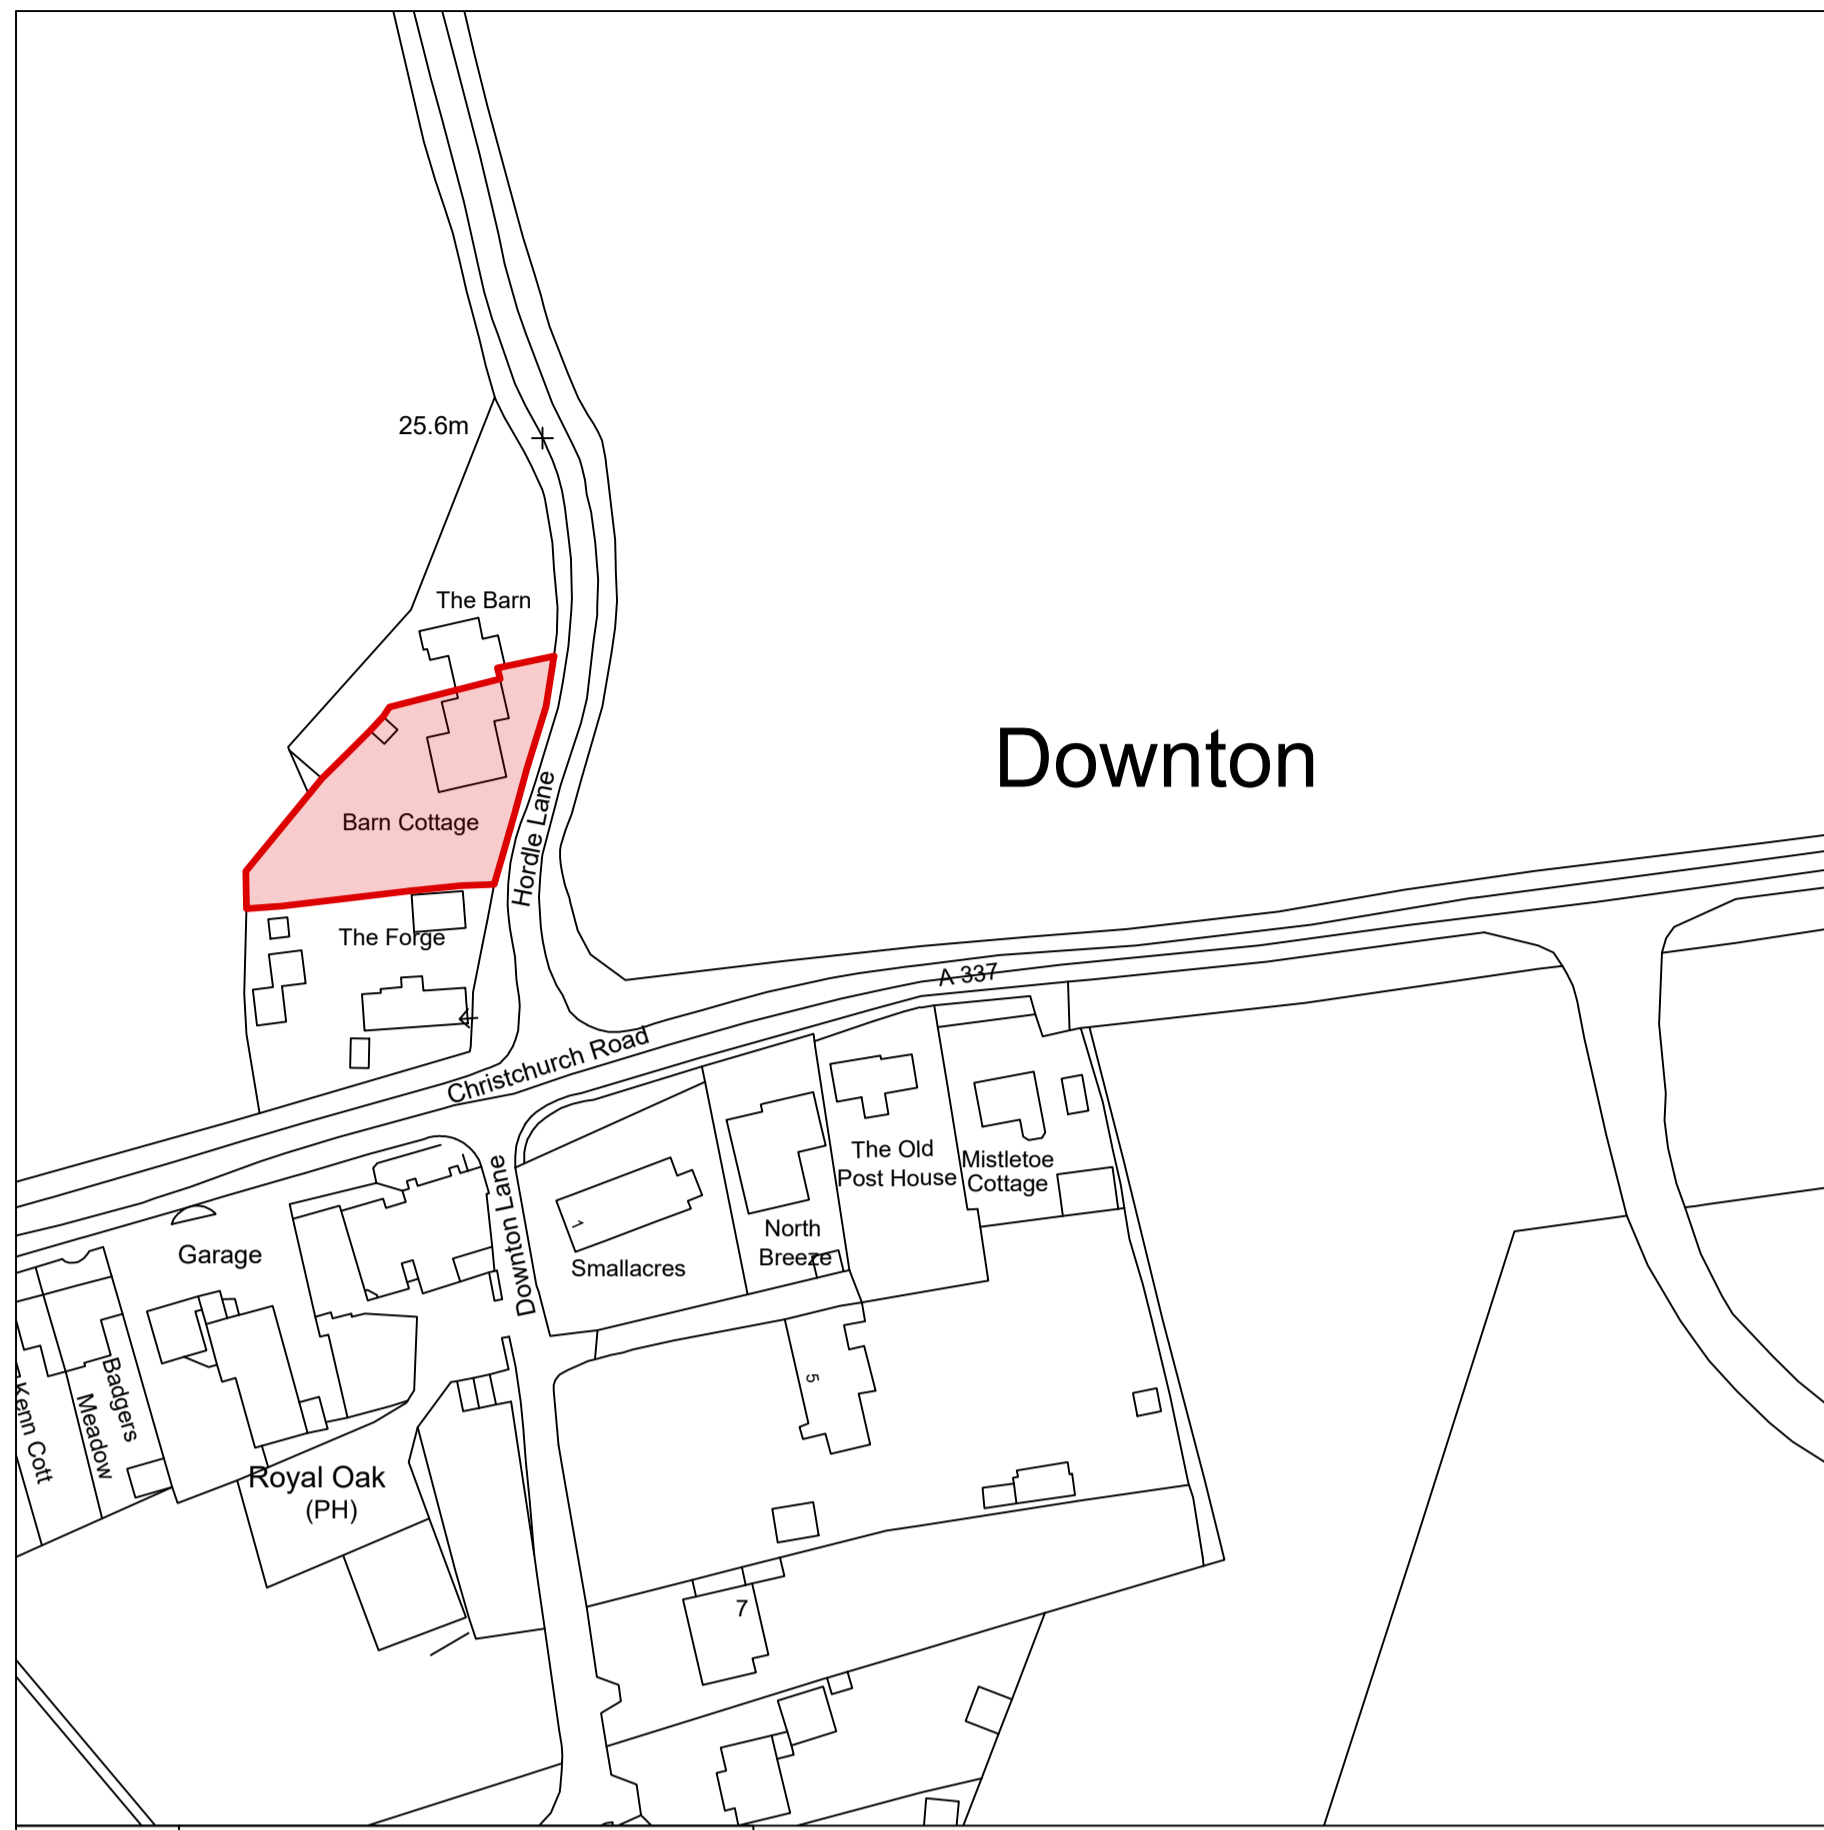 25.6m
The Barn
Downton
Barn Cottage
Hordle Lane
The Forge
A 337
Christchurch Road
The Old
Post House
Mistletoe
Cottage
Downton Lane
1
North
Breeze
Garage
Smallacres
5
Badgers
Meadow
Kenn Cott
Royal Oak
(PH)
7